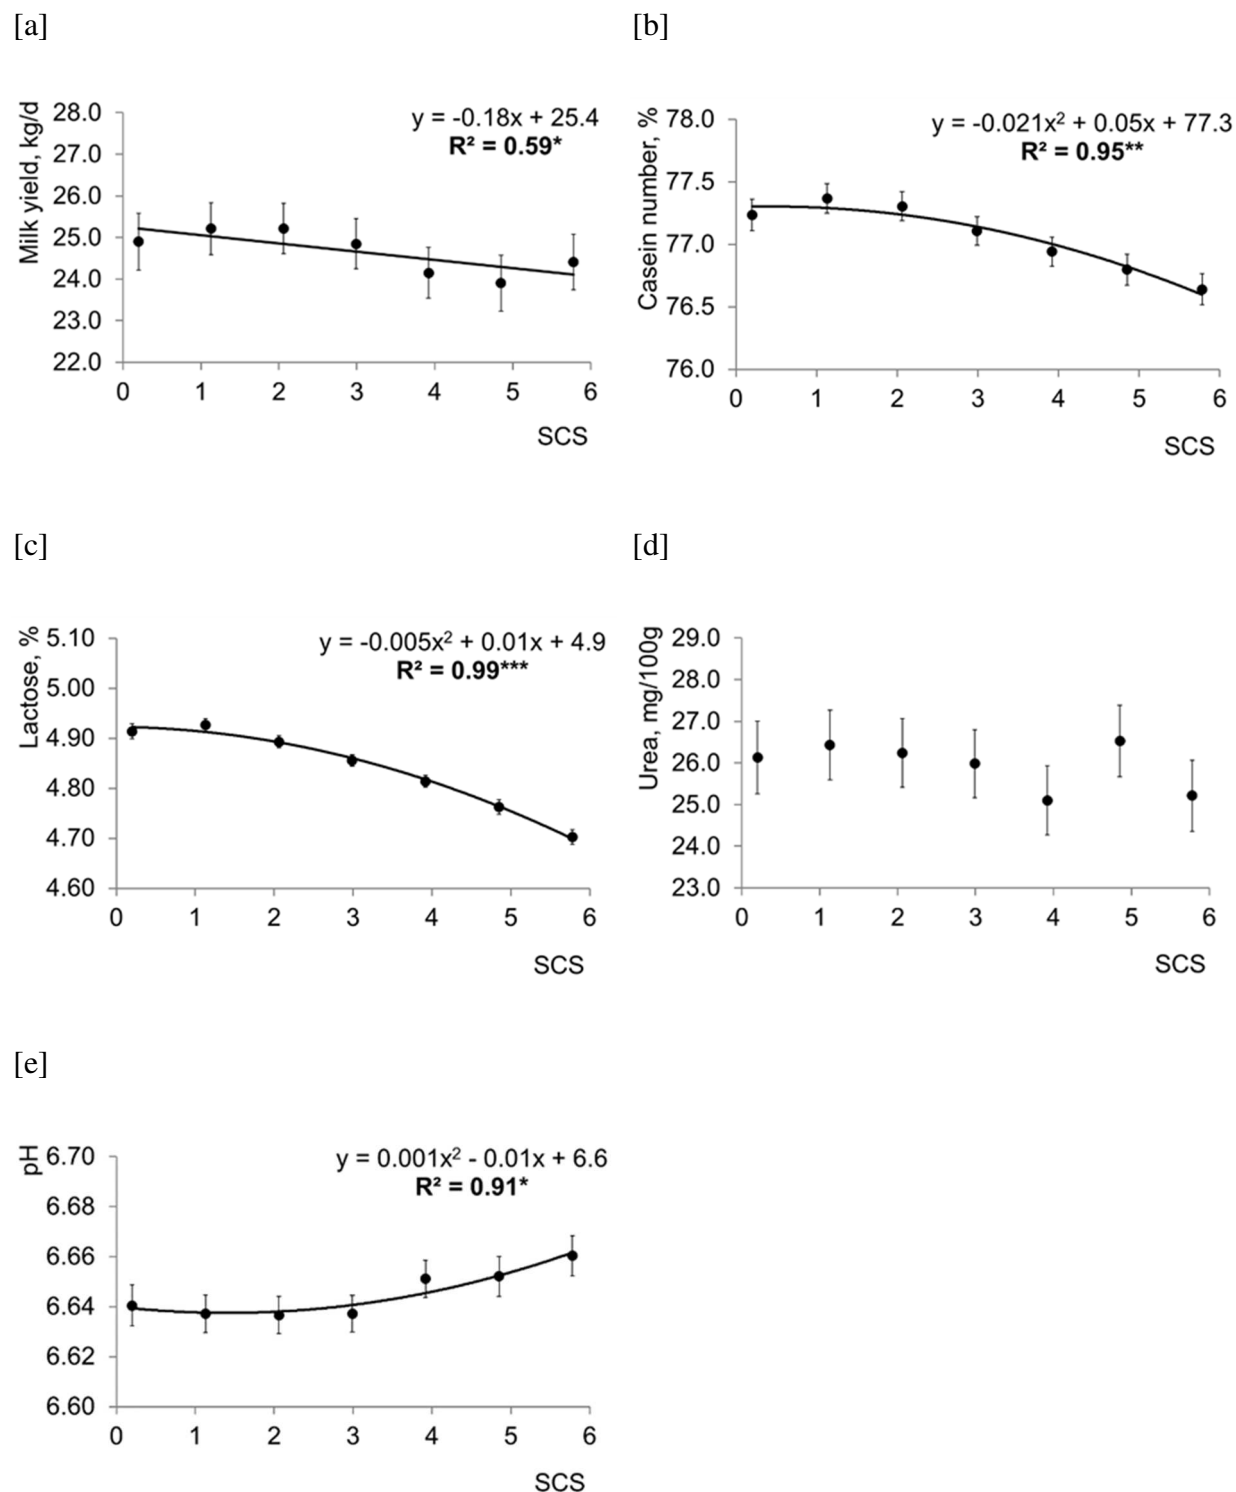 [a]
y = -0.18x + 25.4
R² = 0.59*
Milk yield, kg/d
28.0
27.0
26.0
25.0
24.0
23.0
22.0
0 1 2 3 4 5 6
SCS
[b]
y = -0.021x² + 0.05x + 77.3
R² = 0.95**
Casein number, %
78.0
77.5
77.0
76.5
76.0
0 1 2 3 4 5 6
SCS
[c]
y = -0.005x² + 0.01x + 4.9
R² = 0.99***
Lactose, %
5.10
5.00
4.90
4.80
4.70
4.60
0 1 2 3 4 5 6
SCS
[d]
Urea, mg/100g
29.0
28.0
27.0
26.0
25.0
24.0
23.0
0 1 2 3 4 5 6
SCS
[e]
y = 0.001x² - 0.01x + 6.6
R² = 0.91*
pH
6.70
6.68
6.66
6.64
6.62
6.60
0 1 2 3 4 5 6
SCS